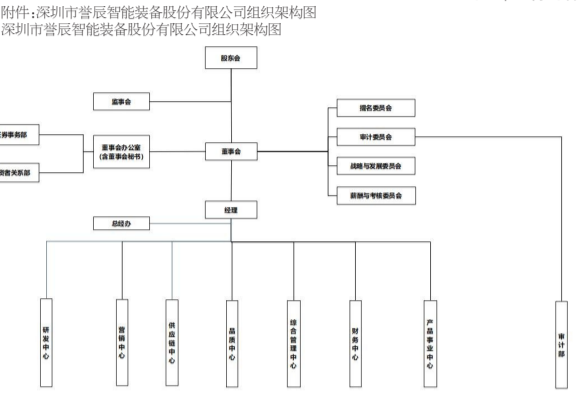 附件:深圳市誉辰智能装备股份有限公司组织架构图
深圳市誉辰智能装备股份有限公司组织架构图
股东会
监事会
提名委员会
券事务部
董事会办公室
(含董事会秘书)
董事会
审计委员会
战略与发展委员会
资者关系部
薪酬与考核委员会
经理
总经办
研发中心
营销中心
供应链中心
品质中心
综合管理中心
财务中心
产品事业中心
审计部